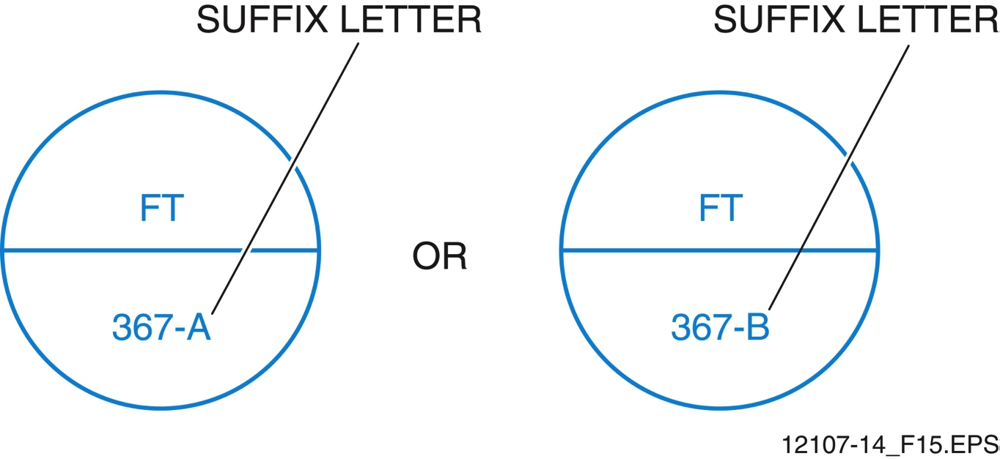 SUFFIX LETTER
SUFFIX LETTER
FT
FT
OR
367-A
367-B
12107-14_F15.EPS